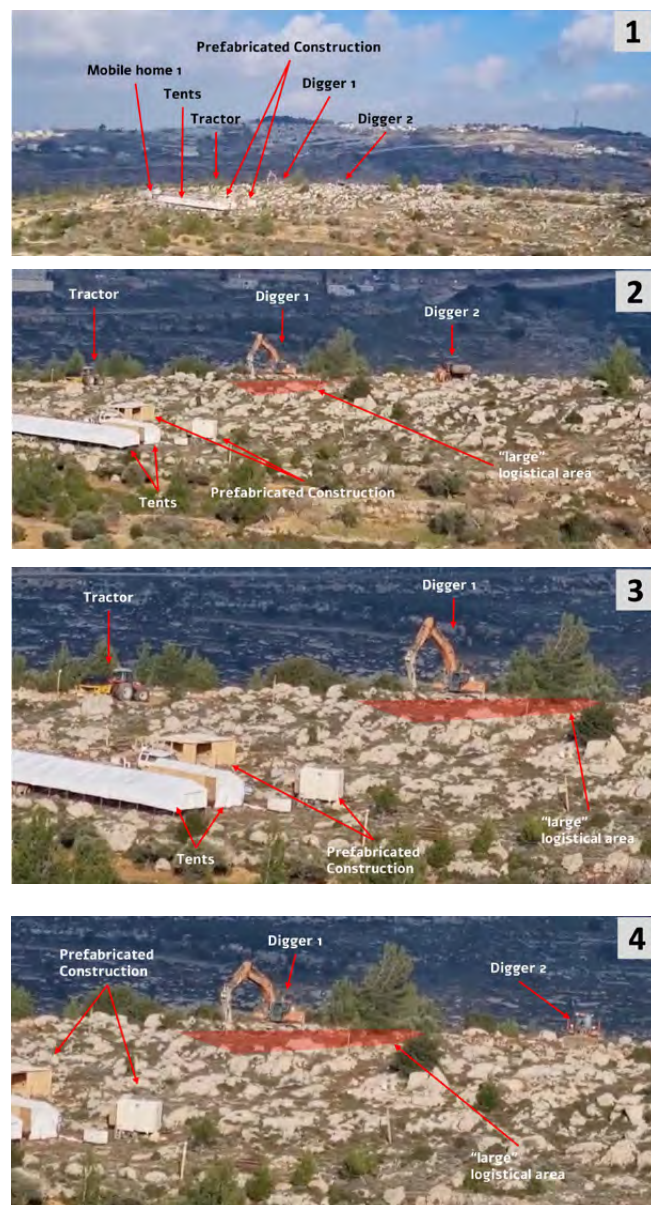 1
Prefabricated Construction
Mobile home 1
Digger 1
Tents
Tractor
Digger 2
2
Tractor
Digger 1
Digger 2
"large"
logistical area
Tents
Prefabricated Construction
3
Digger 1
Tractor
"large"
logistical area
Tents
Prefabricated
Construction
4
Prefabricated
Construction
Digger 1
Digger 2
"large"
logistical area